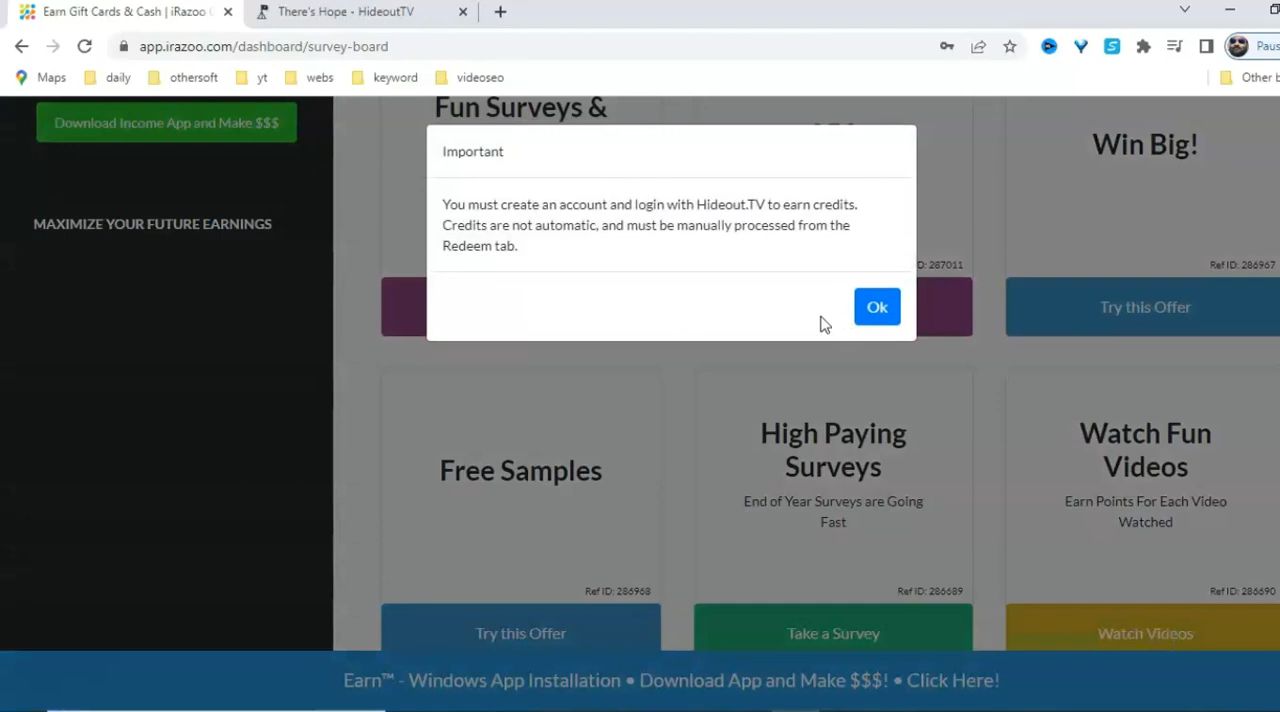 Earn Gift Cards & Cash | iRazoo
There's Hope - HideoutTV
app.irazoo.com/dashboard/survey-board
Paus
Maps
daily
othersoft
yt
webs
keyword
videoseo
Other b
Download Income App and Make $$$
MAXIMIZE YOUR FUTURE EARNINGS
Fun Surveys &
Win Big!
Important
You must create an account and login with Hideout.TV to earn credits.
Credits are not automatic, and must be manually processed from the
Redeem tab.
Ok
D: 287011
Ref ID: 286967
Try this Offer
Free Samples
Ref ID: 286968
Try this Offer
High Paying
Surveys
End of Year Surveys are Going
Fast
Ref ID: 286689
Take a Survey
Watch Fun
Videos
Earn Points For Each Video
Watched
Ref ID: 286690
Watch Videos
Earn™ - Windows App Installation • Download App and Make $$$! • Click Here!